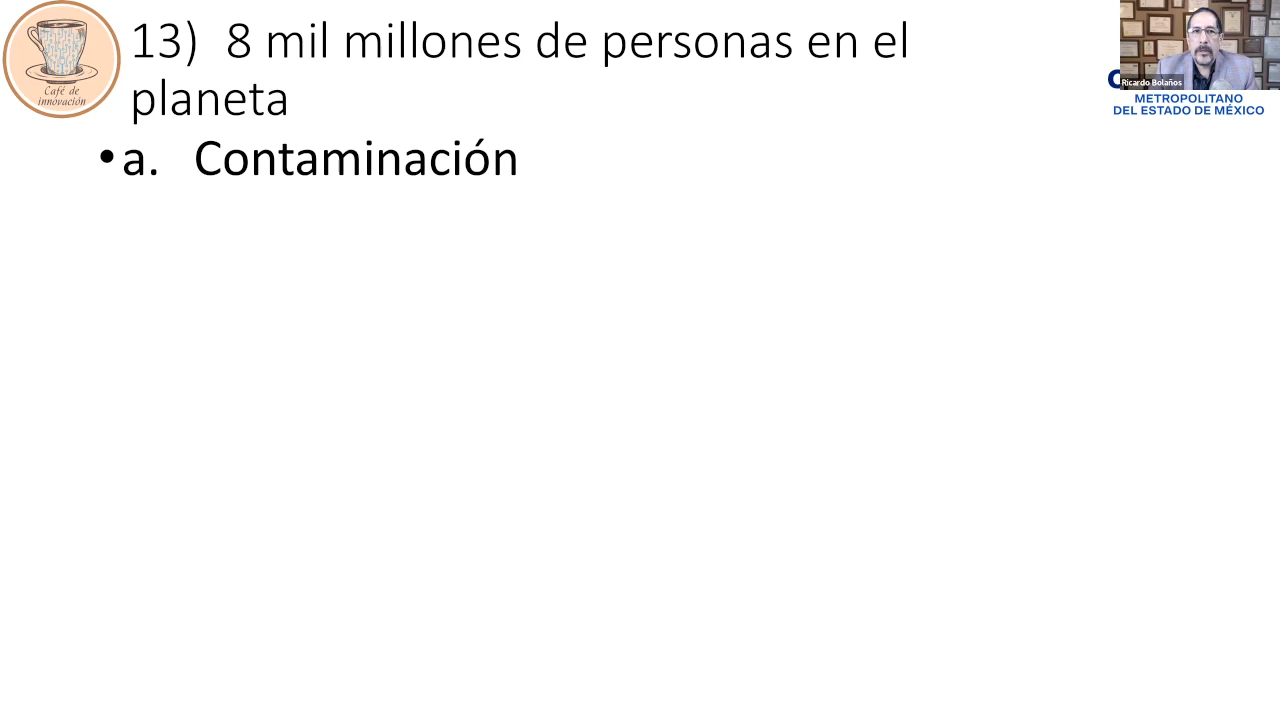 Café de
innovación
13) 8 mil millones de personas en el
planeta
• a. Contaminación
Ricardo Bolaños
METROPOLITANO
DEL ESTADO DE MÉXICO